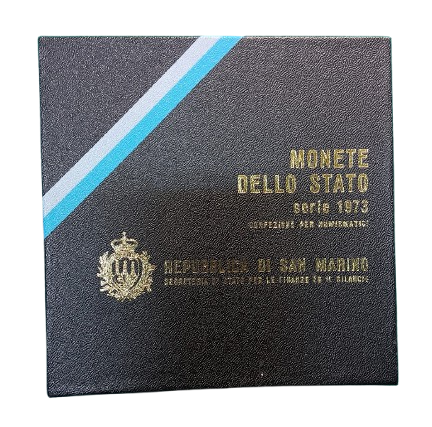 MONETE
DELLO STATO
serie 1973
CONFEZIONE PER NUMISMATICI
REPUBBLICA DI SAN MARINO
SEGRETERIA DI STATO PER LE FINANZE ED IL BILANCIO